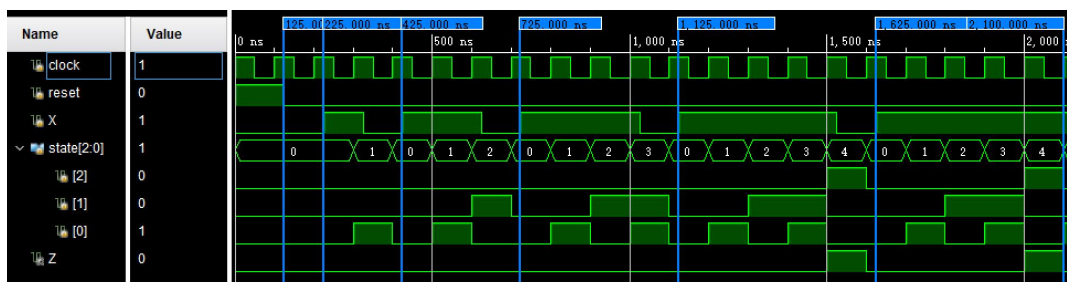 Name Value 125.00 225.000 ns 425.000 ns 725.000 ns 1,125.000 ns 1,625.000 ns 2,100.000 ns
0 ns 500 ns 1,000 ns 1,500 ns 2,000
clock 1
reset 0
X 1
state[2:0] 1 0 1 0 1 2 0 1 2 3 0 1 2 3 4 0 1 2 3 4
[2] 0
[1] 0
[0] 1
Z 0